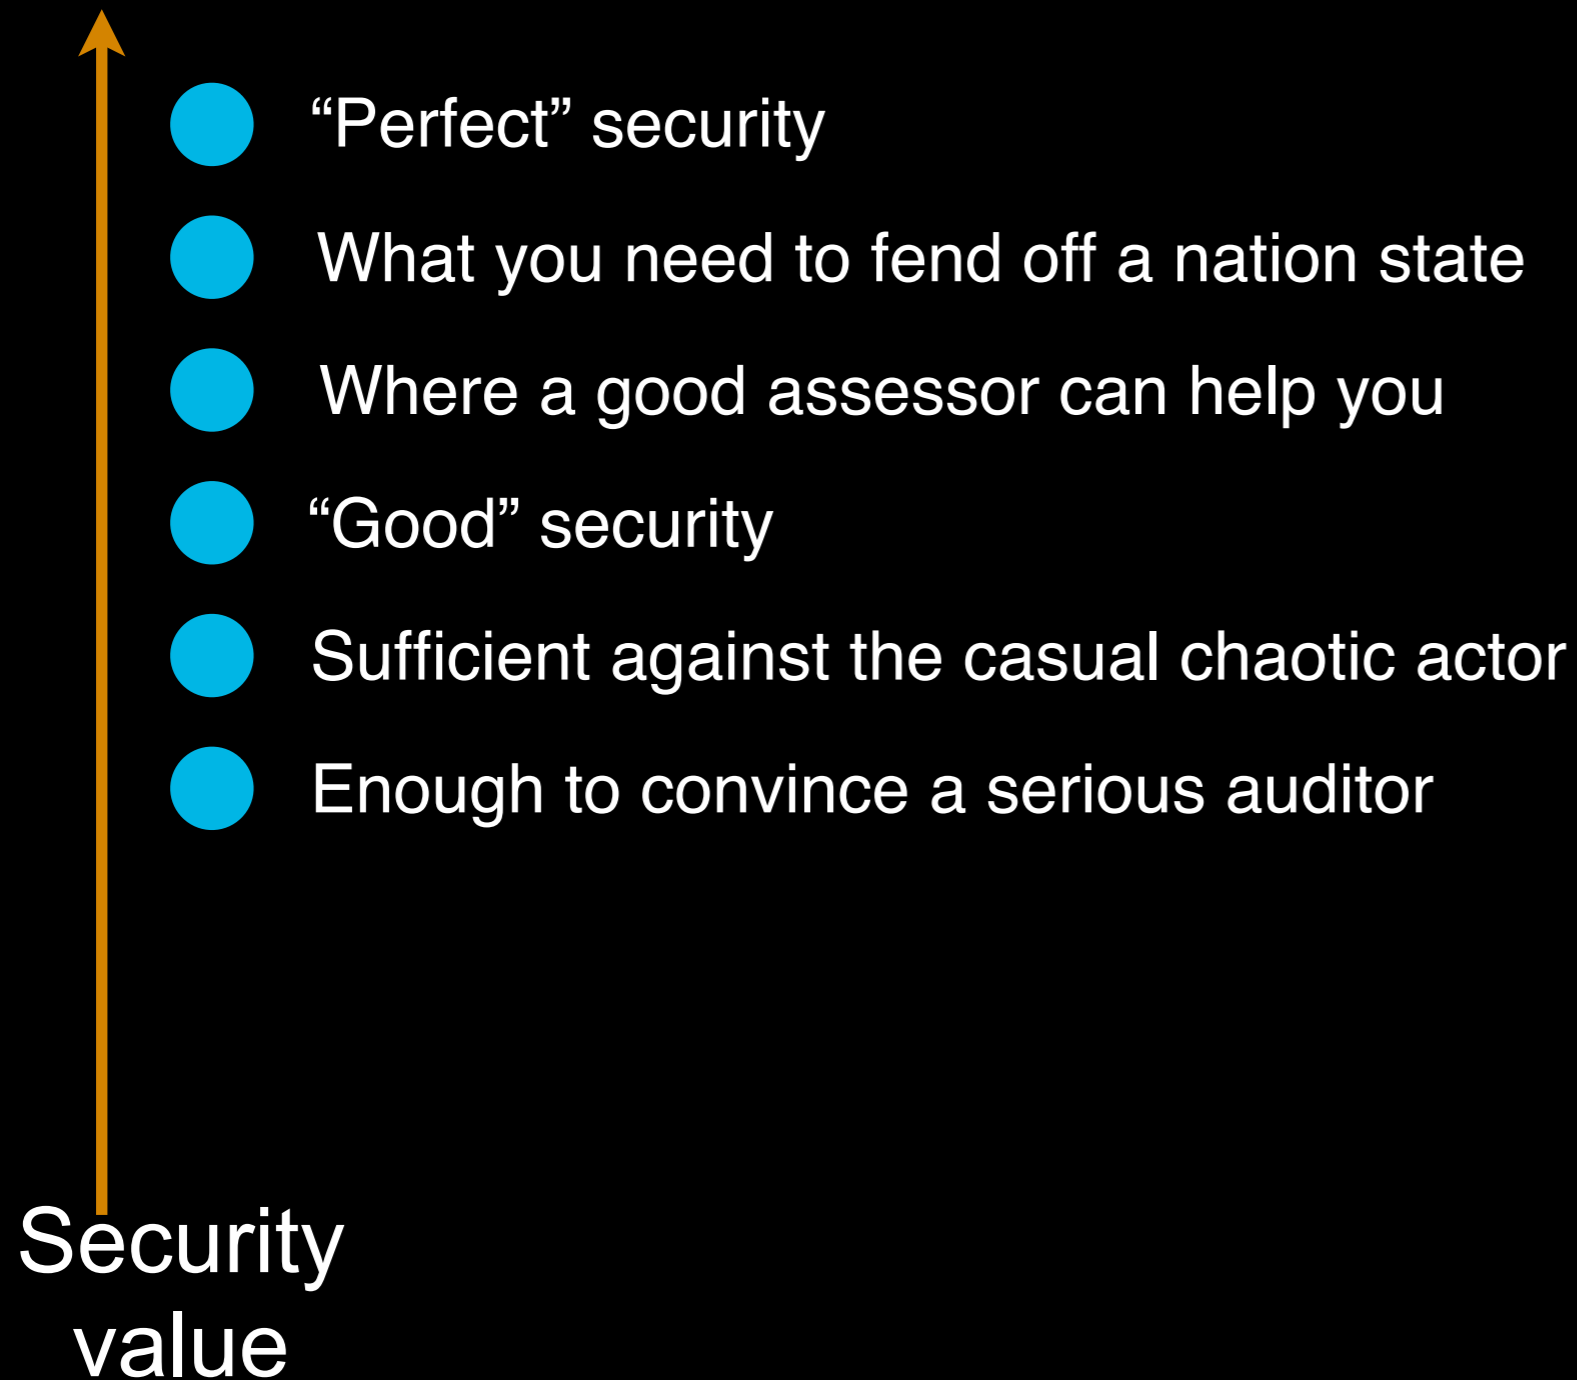 “Perfect” security
What you need to fend off a nation state
Where a good assessor can help you
“Good” security
Sufficient against the casual chaotic actor
Enough to convince a serious auditor
Security
value